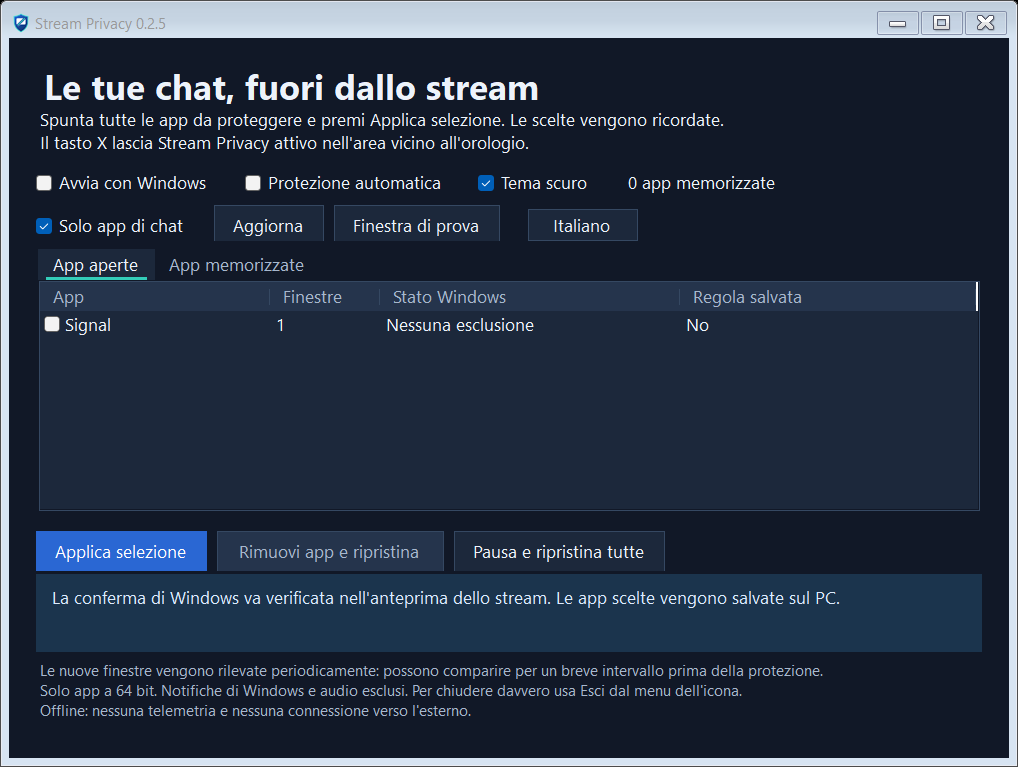 Stream Privacy 0.2.5
Le tue chat, fuori dallo stream
Spunta tutte le app da proteggere e premi Applica selezione. Le scelte vengono ricordate.
Il tasto X lascia Stream Privacy attivo nell'area vicino all'orologio.
Avvia con Windows Protezione automatica Tema scuro 0 app memorizzate
Solo app di chat Aggiorna Finestra di prova Italiano
App aperte App memorizzate
App Finestre Stato Windows Regola salvata
Signal 1 Nessuna esclusione No
Applica selezione Rimuovi app e ripristina Pausa e ripristina tutte
La conferma di Windows va verificata nell'anteprima dello stream. Le app scelte vengono salvate sul PC.
Le nuove finestre vengono rilevate periodicamente: possono comparire per un breve intervallo prima della protezione.
Solo app a 64 bit. Notifiche di Windows e audio esclusi. Per chiudere davvero usa Esci dal menu dell'icona.
Offline: nessuna telemetria e nessuna connessione verso l'esterno.